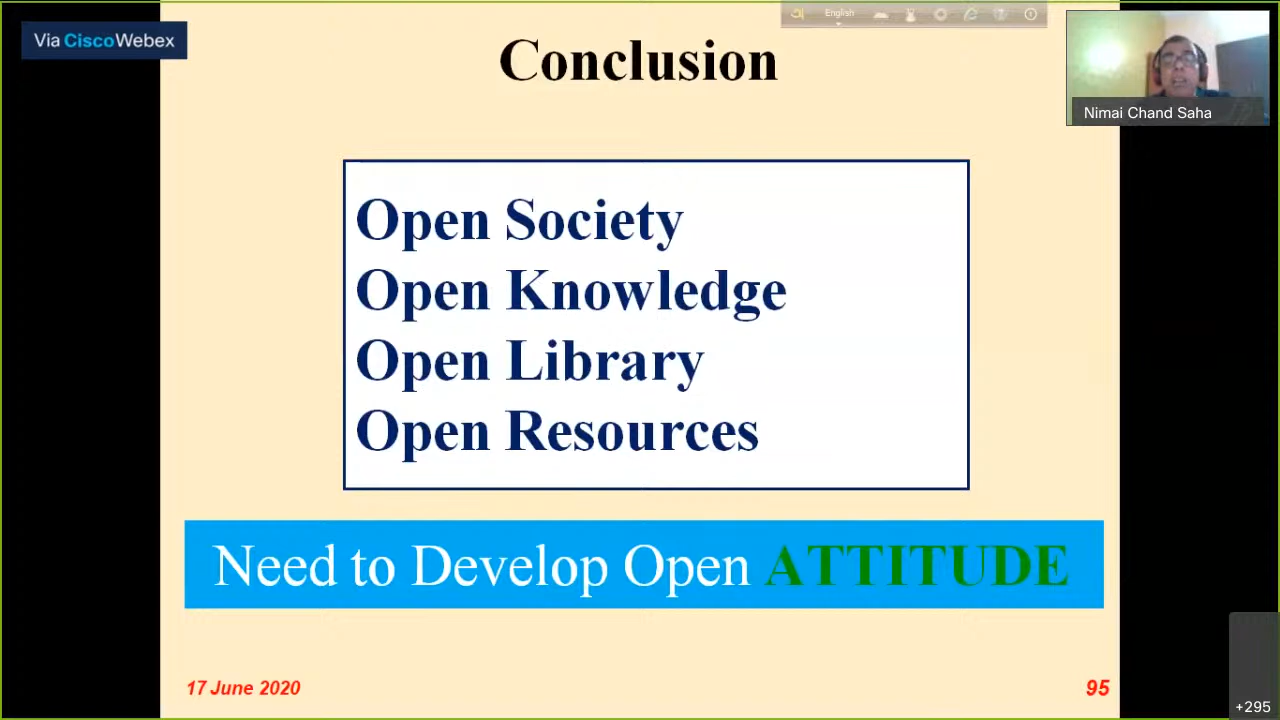 Via CiscoWebex
English
Conclusion
Nimai Chand Saha
Open Society
Open Knowledge
Open Library
Open Resources
Need to Develop Open ATTITUDE
17 June 2020
95
+295